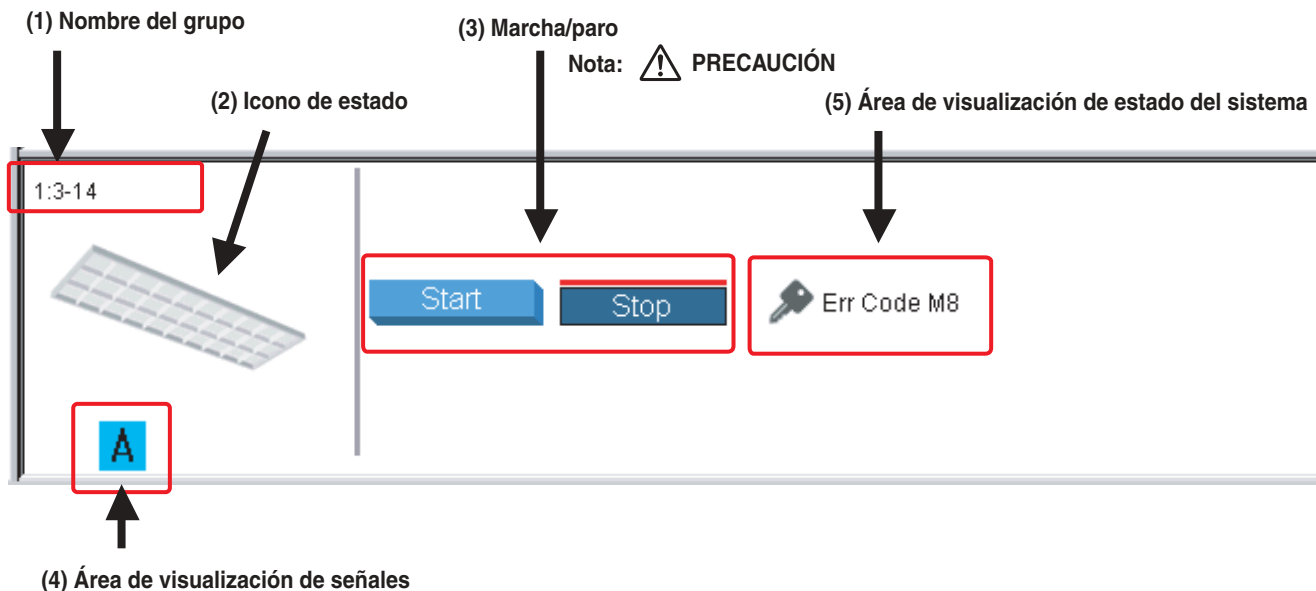 (1) Nombre del grupo
(3) Marcha/paro
Nota: PRECAUCIÓN
(2) Icono de estado
(5) Área de visualización de estado del sistema
1:3-14
Start
Stop
Err Code M8
A
(4) Área de visualización de señales